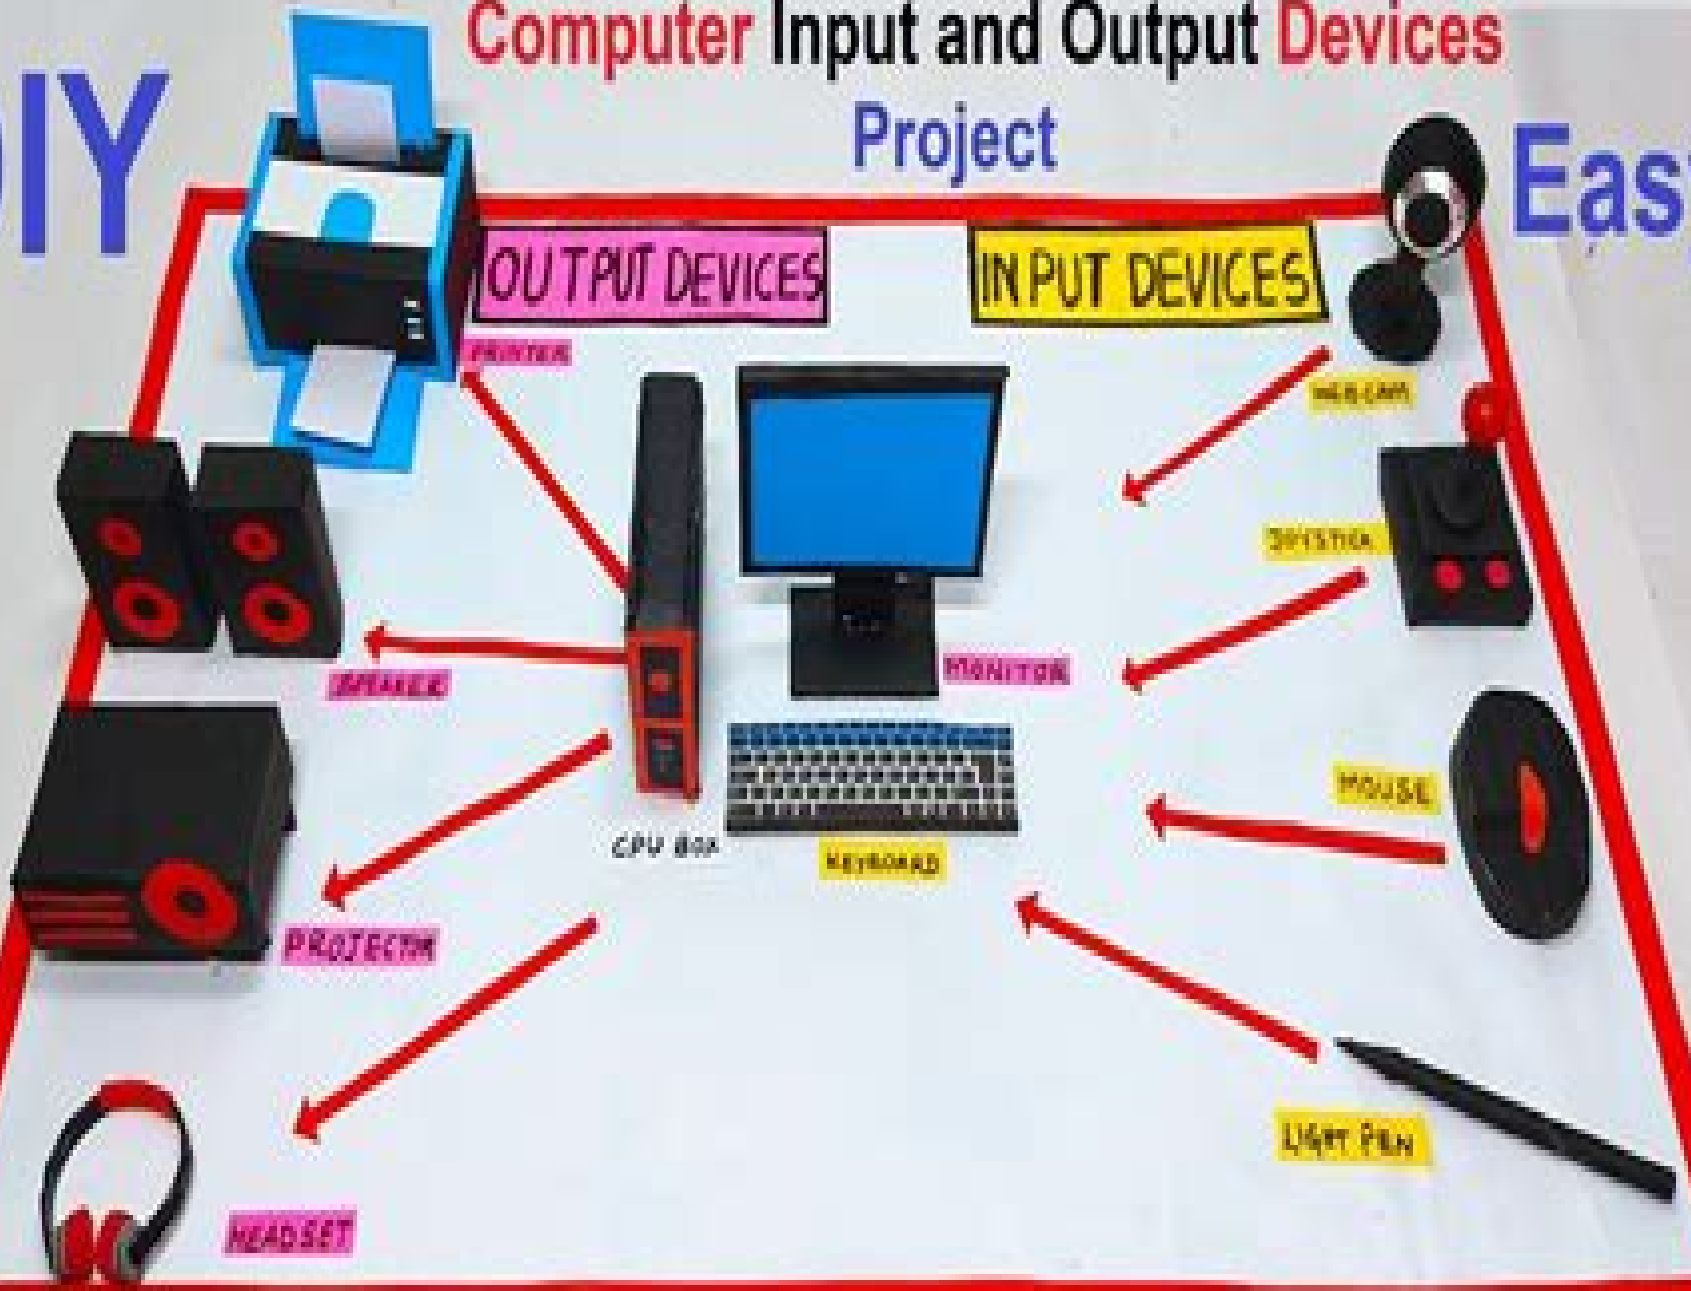 Computer Input and Output Devices
Project
DIY
Easy
OUTPUT DEVICES
INPUT DEVICES
PRINTER
WEBCAM
JOYSTICK
SPEAKER
MONITOR
MOUSE
CPU BOX
KEYBOARD
PROJECTOR
LIGHT PEN
HEADSET